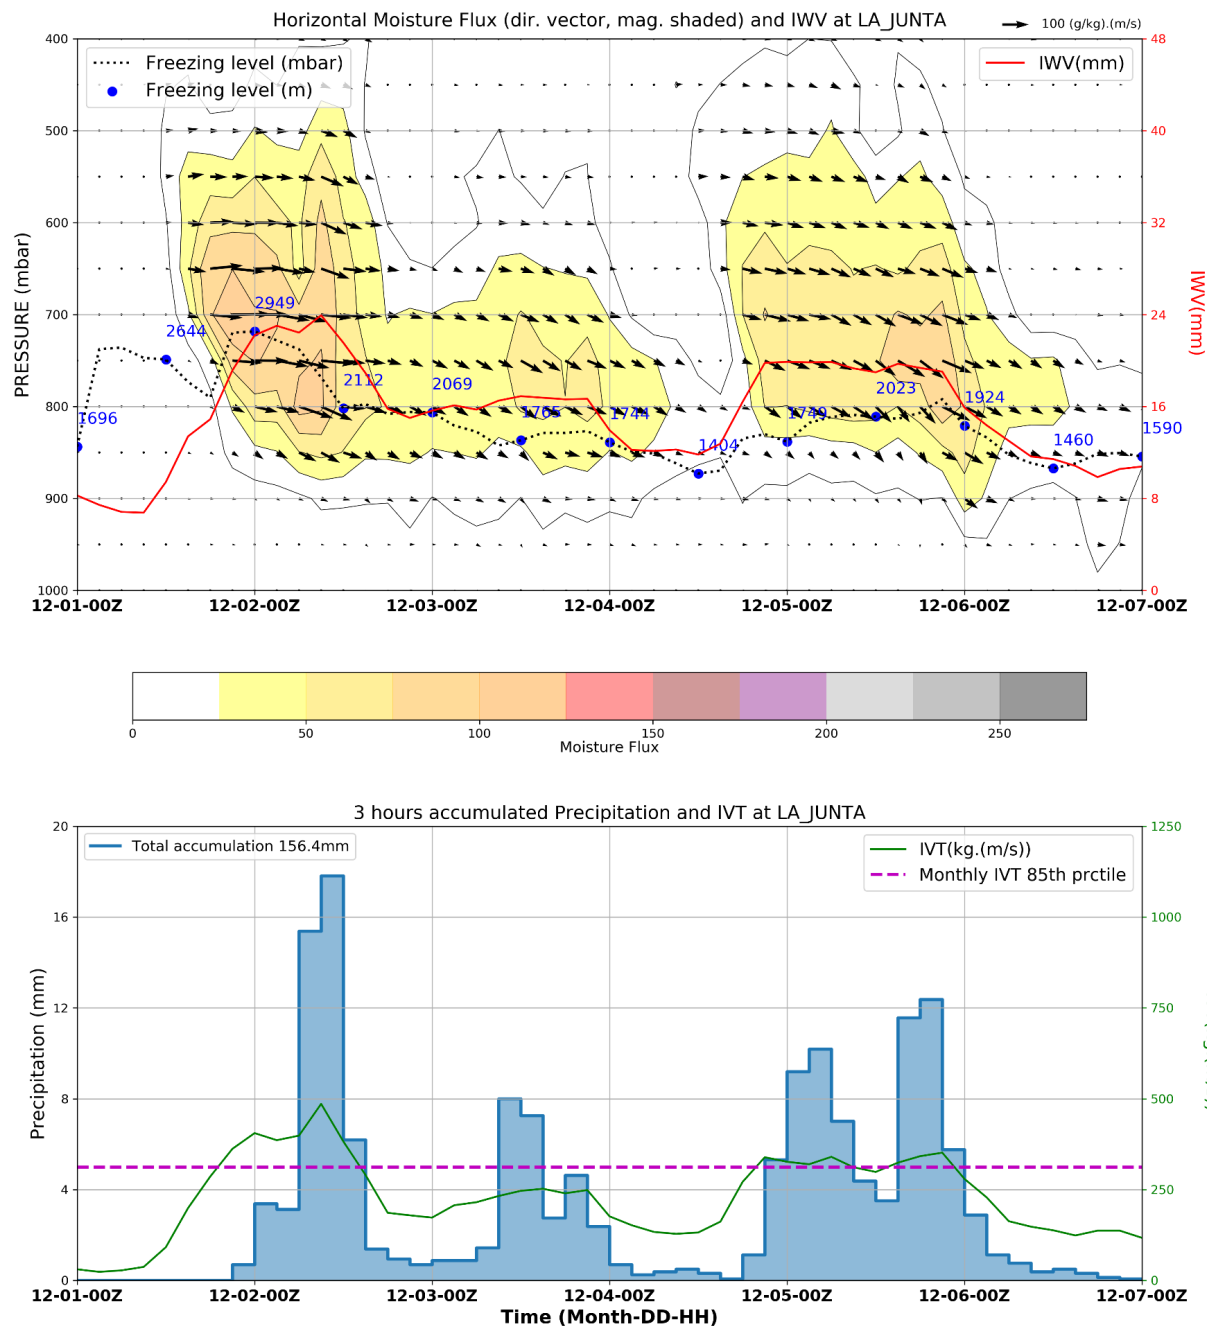 Horizontal Moisture Flux (dir. vector, mag. shaded) and IWV at LA_JUNTA
100 (g/kg).(m/s)
Freezing level (mbar)
Freezing level (m)
IWV(mm)
PRESSURE (mbar)
400
500
600
700
800
900
1000
48
40
32
24
16
8
0
IWV(mm)
1696
2644
2949
2112
2069
1765
1744
1404
1749
2023
1924
1460
1590
12-01-00Z
12-02-00Z
12-03-00Z
12-04-00Z
12-05-00Z
12-06-00Z
12-07-00Z
0
50
100
150
200
250
Moisture Flux
3 hours accumulated Precipitation and IVT at LA_JUNTA
Total accumulation 156.4mm
IVT(kg.(m/s))
Monthly IVT 85th prctile
Precipitation (mm)
20
16
12
8
4
0
1250
1000
750
500
250
0
12-01-00Z
12-02-00Z
12-03-00Z
12-04-00Z
12-05-00Z
12-06-00Z
12-07-00Z
Time (Month-DD-HH)